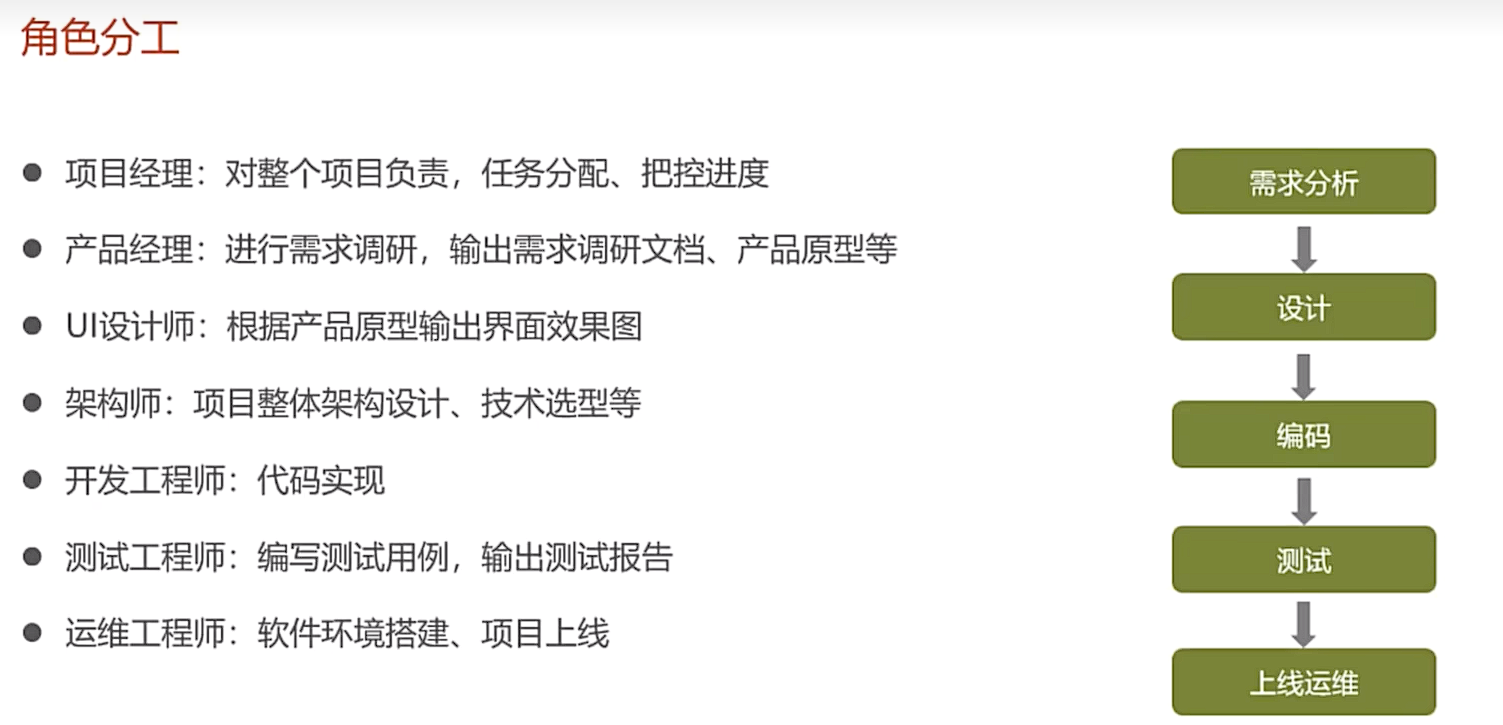 角色分工
项目经理：对整个项目负责，任务分配、把控进度
产品经理：进行需求调研，输出需求调研文档、产品原型等
UI设计师：根据产品原型输出界面效果图
架构师：项目整体架构设计、技术选型等
开发工程师：代码实现
测试工程师：编写测试用例，输出测试报告
运维工程师：软件环境搭建、项目上线
需求分析
设计
编码
测试
上线运维